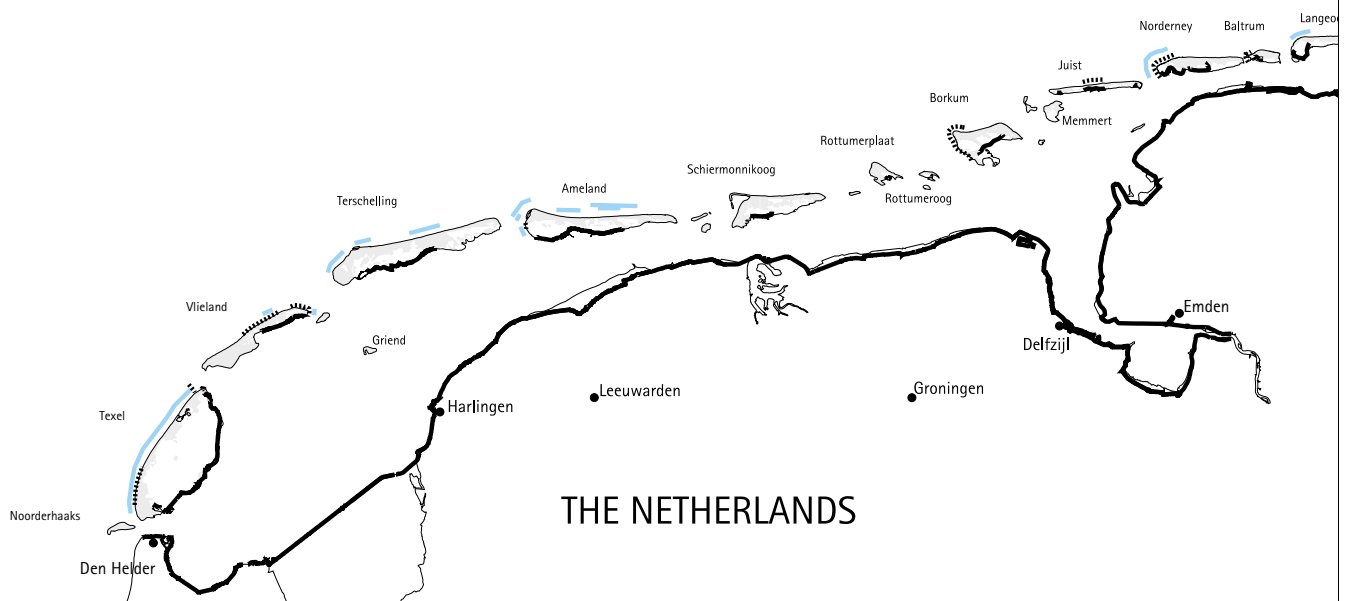 Norderney
Baltrum
Juist
Borkum
Memmert
Rottumerplaat
Rottumeroog
Schiermonnikoog
Ameland
Terschelling
Vlieland
Griend
Emden
Delfzijl
Leeuwarden
Groningen
Harlingen
Texel
THE NETHERLANDS
Noorderhaaks
Den Helder